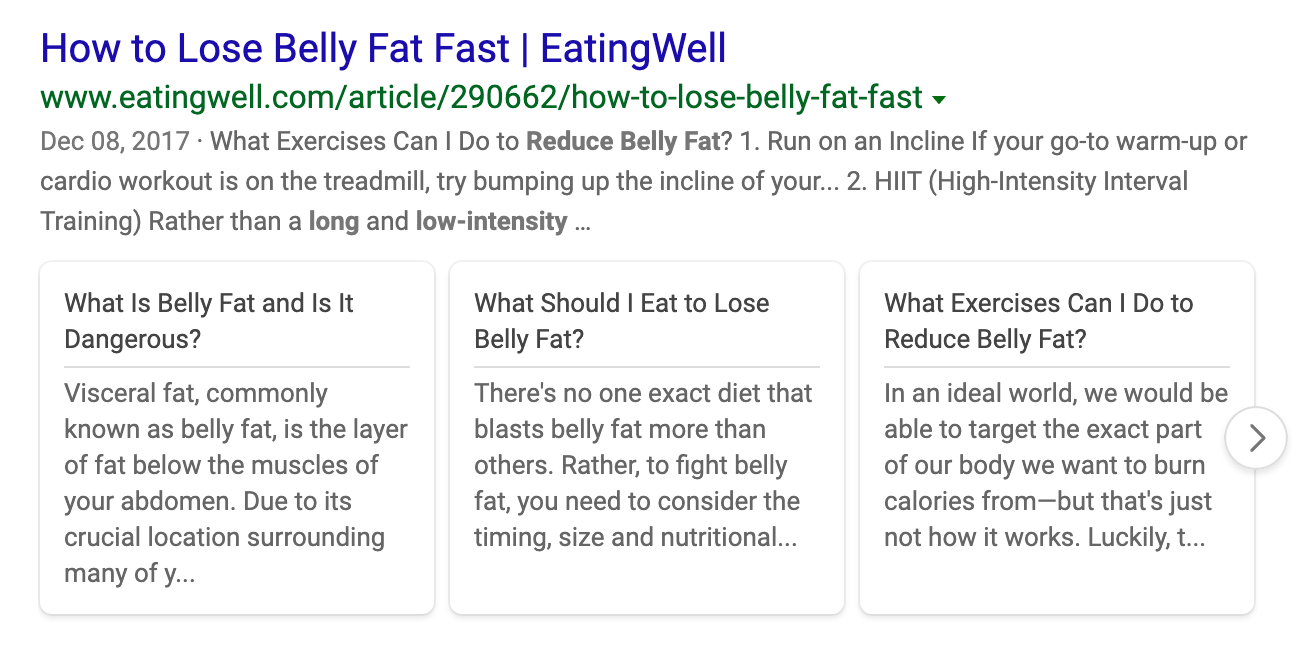 How to Lose Belly Fat Fast | EatingWell
www.eatingwell.com/article/290662/how-to-lose-belly-fat-fast
Dec 08, 2017 · What Exercises Can I Do to Reduce Belly Fat? 1. Run on an Incline If your go-to warm-up or
cardio workout is on the treadmill, try bumping up the incline of your... 2. HIIT (High-Intensity Interval
Training) Rather than a long and low-intensity ...
What Is Belly Fat and Is It
Dangerous?
Visceral fat, commonly
known as belly fat, is the layer
of fat below the muscles of
your abdomen. Due to its
crucial location surrounding
many of y...
What Should I Eat to Lose
Belly Fat?
There's no one exact diet that
blasts belly fat more than
others. Rather, to fight belly
fat, you need to consider the
timing, size and nutritional...
What Exercises Can I Do to
Reduce Belly Fat?
In an ideal world, we would be
able to target the exact part
of our body we want to burn
calories from—but that's just
not how it works. Luckily, t...